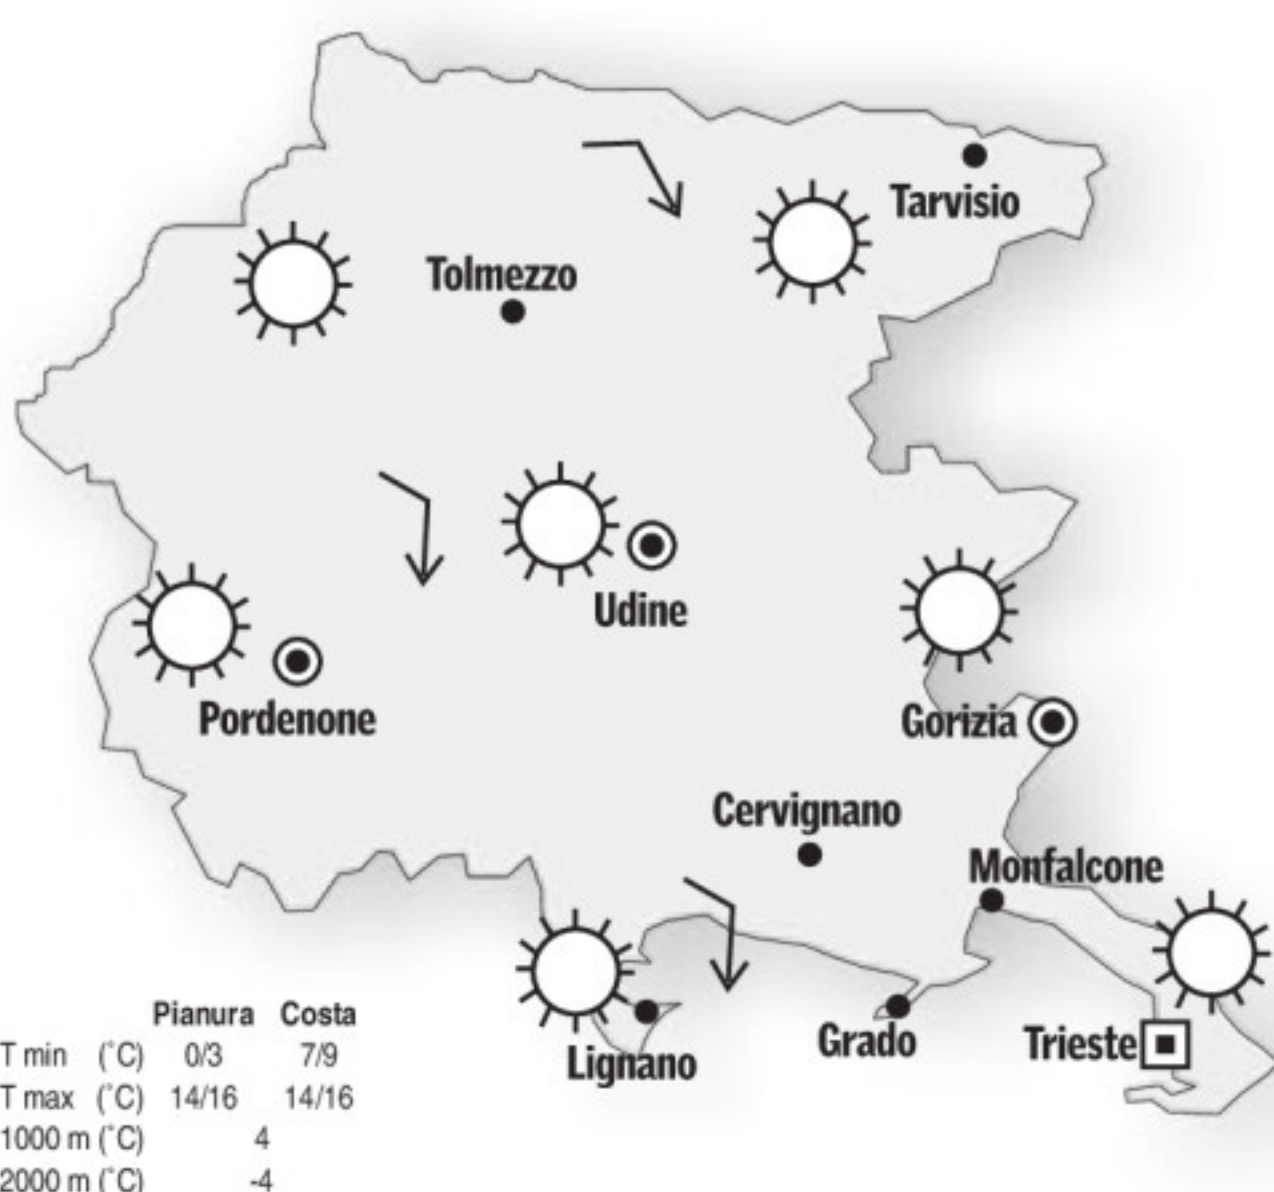 Tarvisio
Tolmezzo
Udine
Pordenone
Gorizia
Cervignano
Monfalcone
Pianura Costa
Grado
Trieste
Lignano
T min (°C) 0/3 7/9
T max (°C) 14/16 14/16
1000 m (°C) 4
2000 m (°C) -4